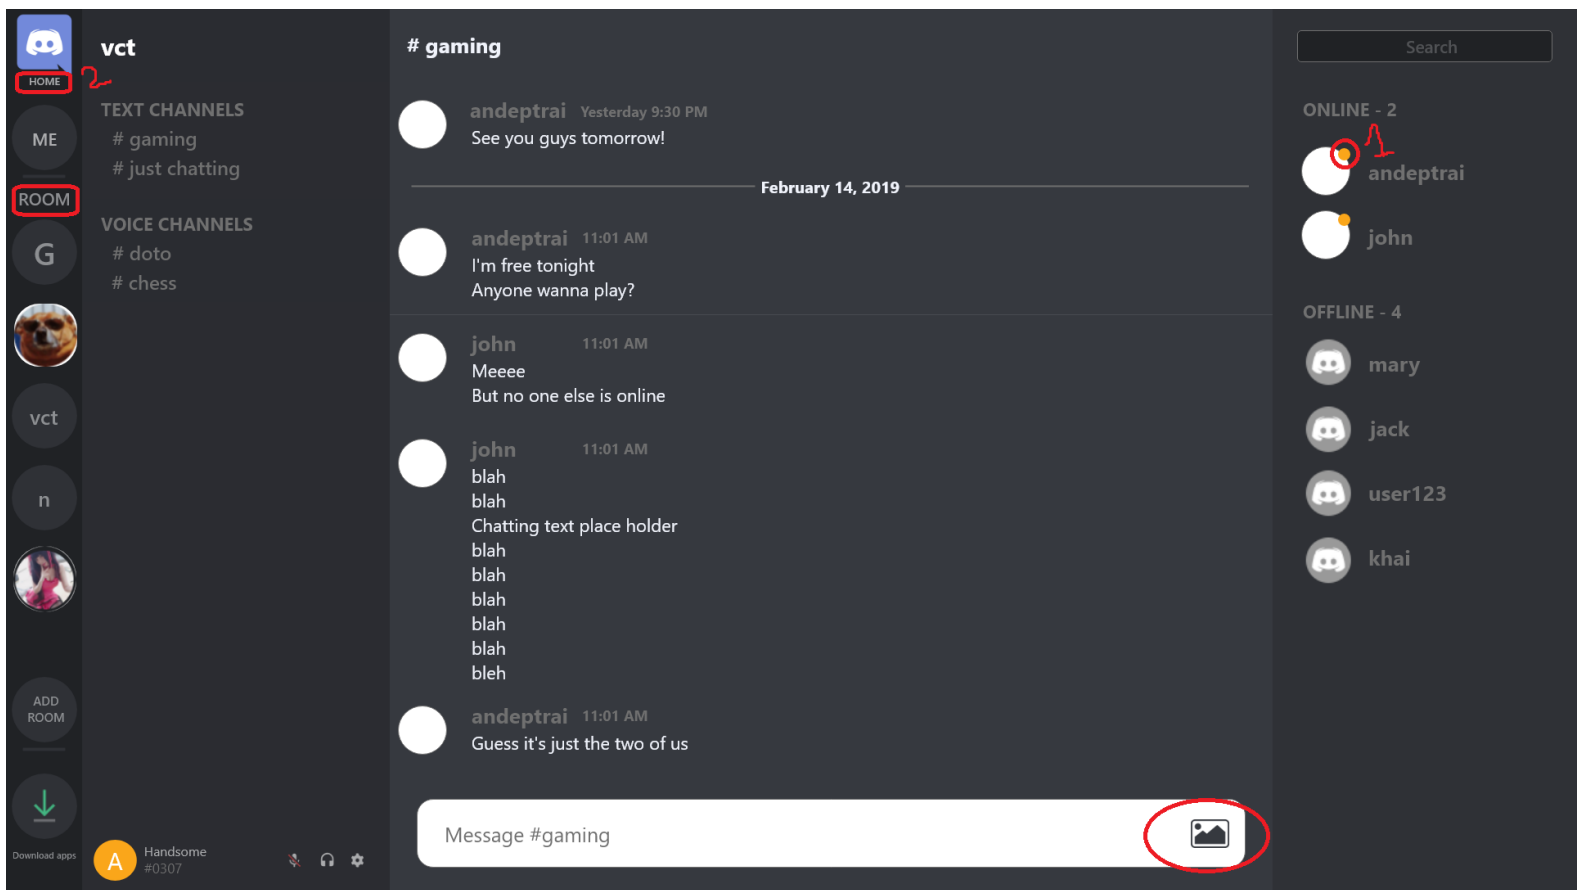 HOME
2
ME
ROOM
G
vct
n
ADD
ROOM
Download apps
vct
TEXT CHANNELS
# gaming
# just chatting
VOICE CHANNELS
# doto
# chess
A
Handsome
#0307
# gaming
andeptrai Yesterday 9:30 PM
See you guys tomorrow!
February 14, 2019
andeptrai 11:01 AM
I'm free tonight
Anyone wanna play?
john 11:01 AM
Meeee
But no one else is online
john 11:01 AM
blah
blah
Chatting text place holder
blah
blah
blah
blah
blah
bleh
andeptrai 11:01 AM
Guess it's just the two of us
Message #gaming
Search
ONLINE - 2
1
andeptrai
john
OFFLINE - 4
mary
jack
user123
khai